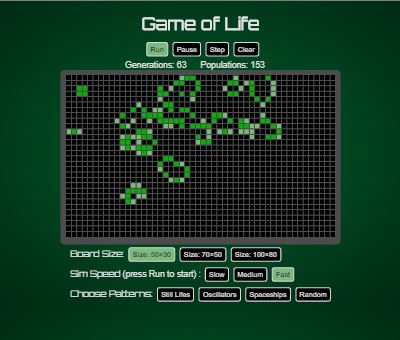 Game of Life
Run Pause Step Clear
Generations: 63 Populations: 153
Board Size: Size: 50×30 Size: 70×50 Size: 100×80
Sim Speed (press Run to start) : Slow Medium Fast
Choose Patterns: Still Lifes Oscillators Spaceships Random